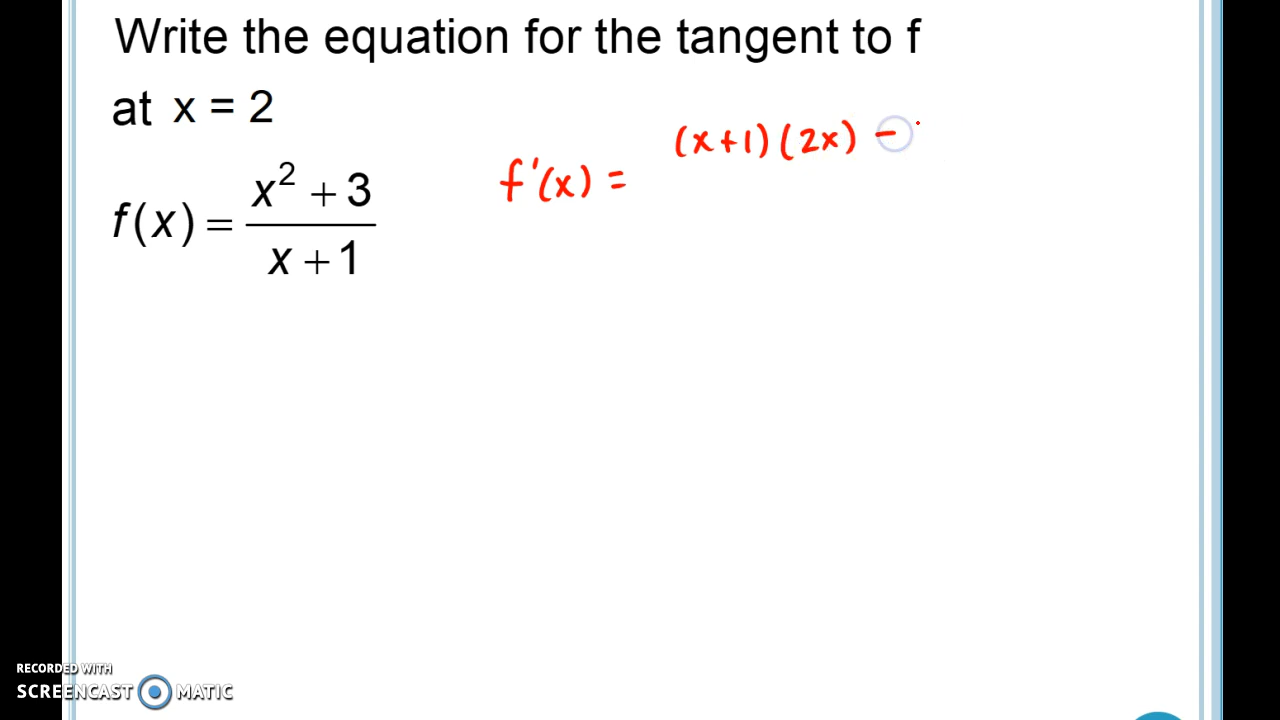 Write the equation for the tangent to f
at x = 2
f(x) = (x² + 3)/(x + 1)
f'(x) = (x+1)(2x) −
RECORDED WITH
SCREENCAST MATIC